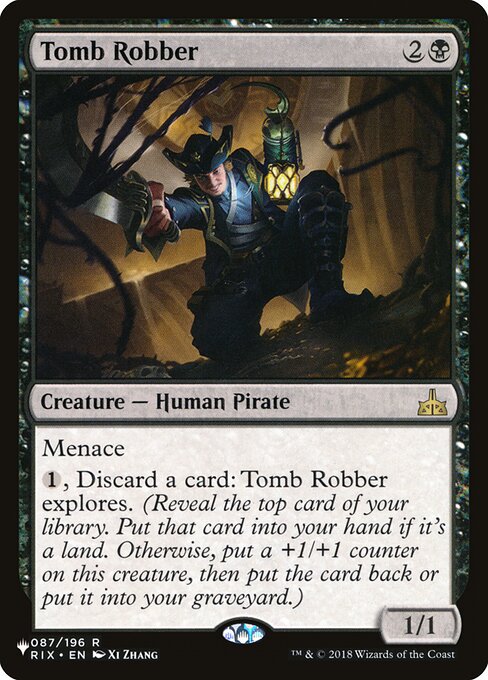 Tomb Robber 2
Creature — Human Pirate
Menace
1, Discard a card: Tomb Robber
explores. (Reveal the top card of your
library. Put that card into your hand if it's
a land. Otherwise, put a +1/+1 counter
on this creature, then put the card back or
put it into your graveyard.)
1/1
087/196 R
RIX • EN Xi Zhang
™ & © 2018 Wizards of the Coast